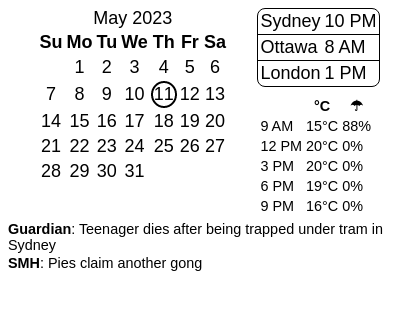 May 2023
Su Mo Tu We Th Fr Sa
1 2 3 4 5 6
7 8 9 10 11 12 13
14 15 16 17 18 19 20
21 22 23 24 25 26 27
28 29 30 31
Sydney 10 PM
Ottawa 8 AM
London 1 PM
°C ☂
9 AM 15°C 88%
12 PM 20°C 0%
3 PM 20°C 0%
6 PM 19°C 0%
9 PM 16°C 0%
Guardian: Teenager dies after being trapped under tram in
Sydney
SMH: Pies claim another gong